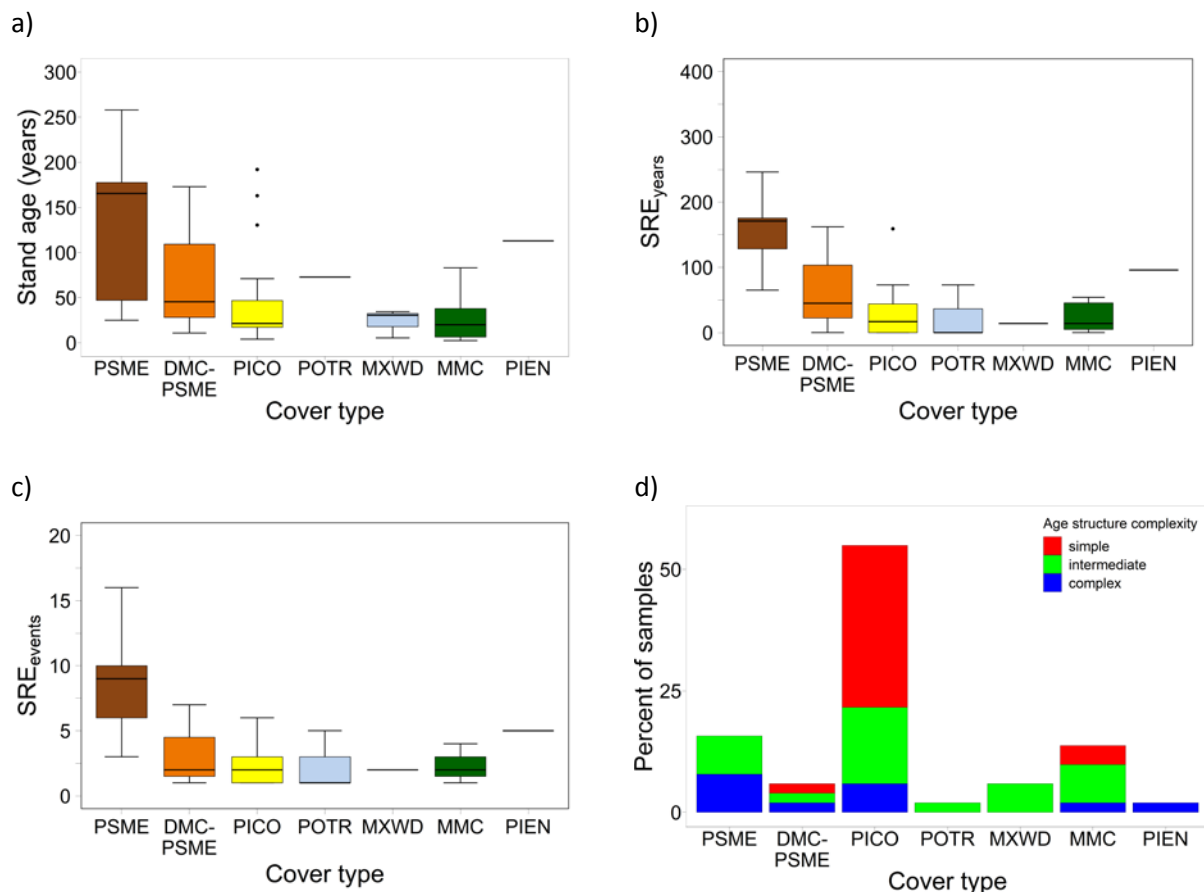 a)
300
250
200
150
100
50
0
Stand age (years)
PSME
DMC-
PSME
PICO
POTR
MXWD
MMC
PIEN
Cover type
b)
400
300
200
100
0
SREyears
PSME
DMC-
PSME
PICO
POTR
MXWD
MMC
PIEN
Cover type
c)
20
15
10
5
0
SREevents
PSME
DMC-
PSME
PICO
POTR
MXWD
MMC
PIEN
Cover type
d)
Age structure complexity
simple
intermediate
complex
50
25
0
Percent of samples
PSME
DMC-
PSME
PICO
POTR
MXWD
MMC
PIEN
Cover type